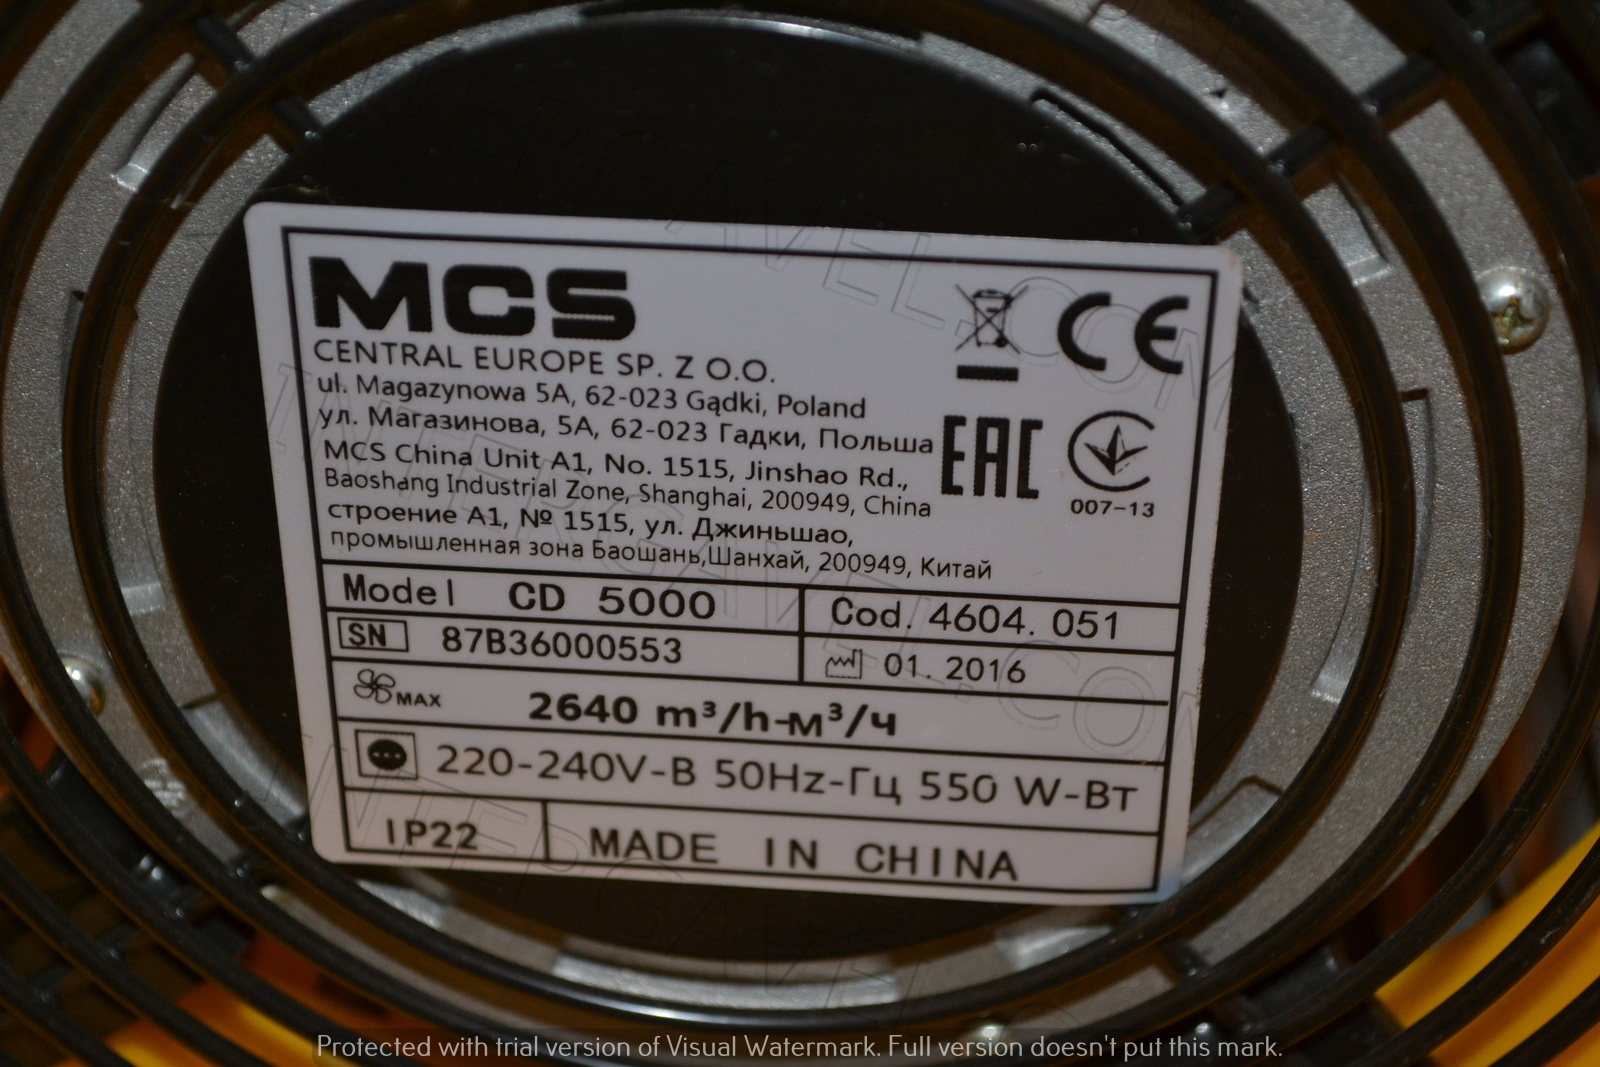 MCS
CENTRAL EUROPE SP. Z O.O.
ul. Magazynowa 5A, 62-023 Gądki, Poland
ул. Магазинова, 5А, 62-023 Гадки, Польша
MCS China Unit A1, No. 1515, Jinshao Rd.,
Baoshang Industrial Zone, Shanghai, 200949, China
строение А1, № 1515, ул. Джиньшао,
промышленная зона Баошань,Шанхай, 200949, Китай
CE
EAC
007-13
Model CD 5000
Cod. 4604. 051
SN 87B36000553
01. 2016
MAX 2640 m³/h-м³/ч
220-240V-В 50Hz-Гц 550 W-Вт
IP22
MADE IN CHINA
INTERGAVEL.COM
INTERGAVEL.COM
Protected with trial version of Visual Watermark. Full version doesn't put this mark.